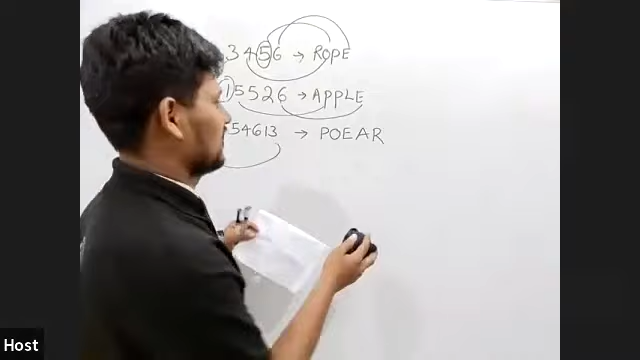 3456 → ROPE
15526 → APPLE
54613 → POEAR
Host